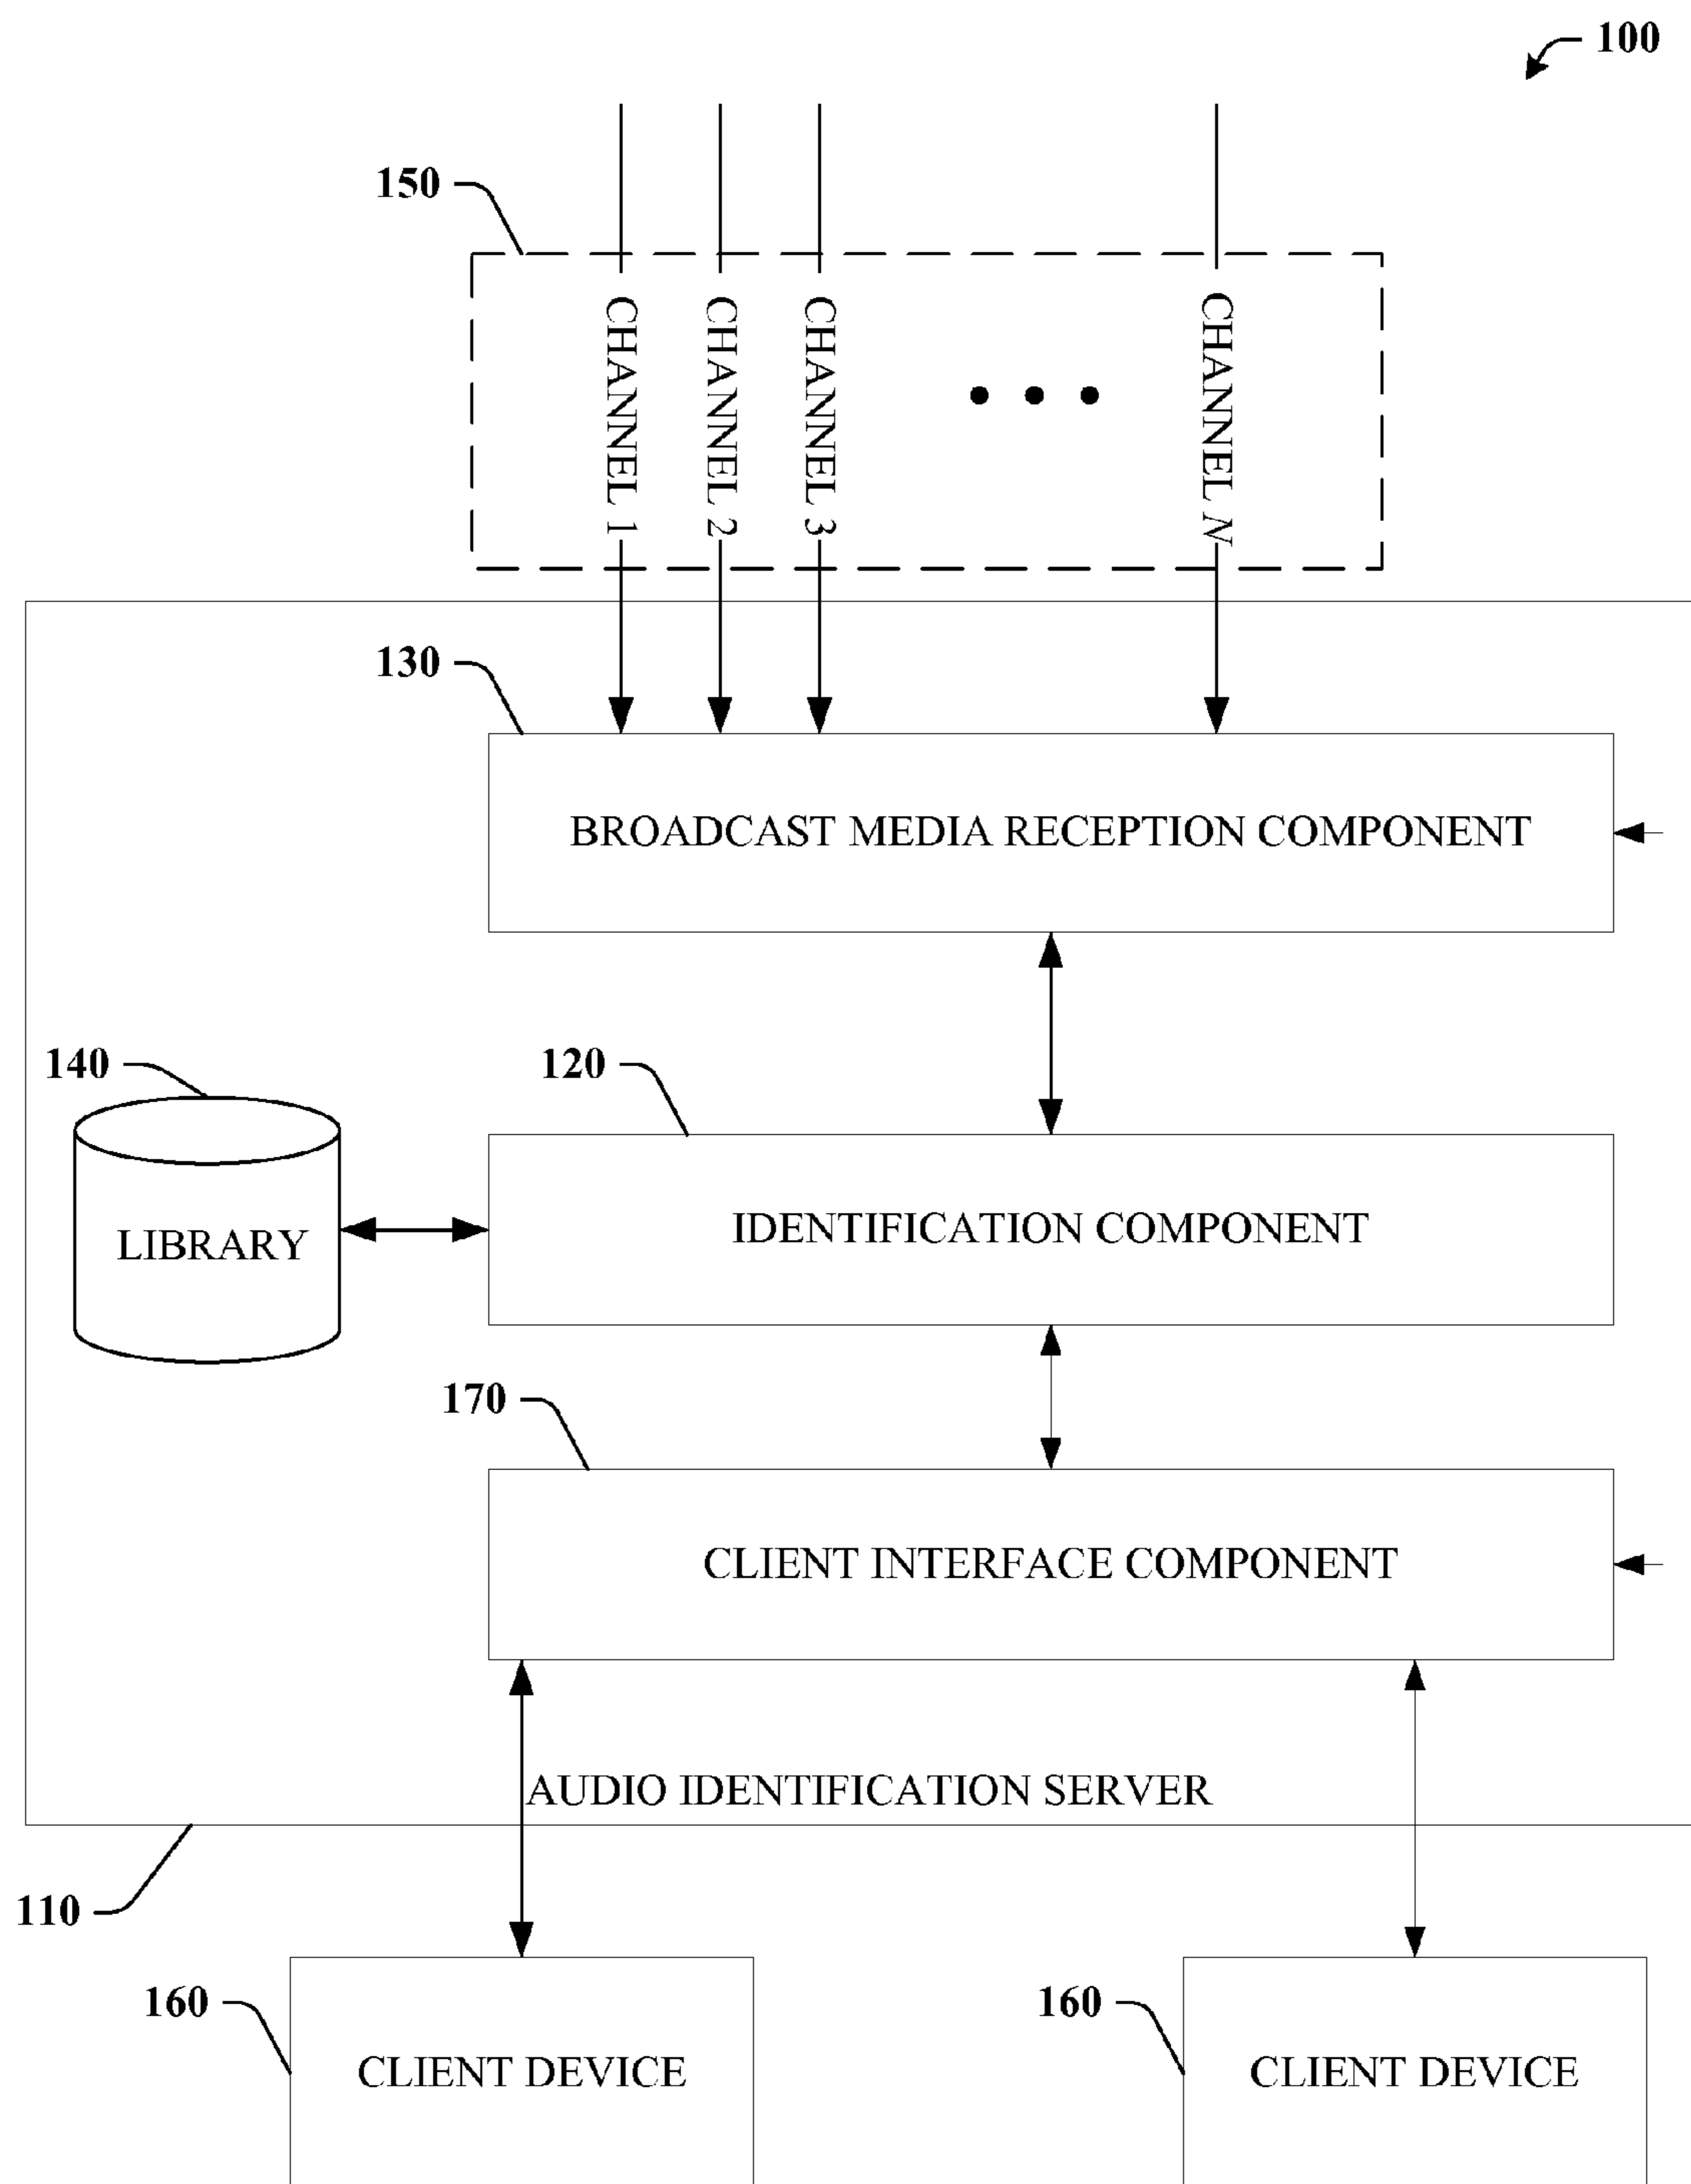 100
150
CHANNEL 1
CHANNEL 2
CHANNEL 3
CHANNEL N
130
BROADCAST MEDIA RECEPTION COMPONENT
140
120
LIBRARY
IDENTIFICATION COMPONENT
170
CLIENT INTERFACE COMPONENT
AUDIO IDENTIFICATION SERVER
110
160
CLIENT DEVICE
160
CLIENT DEVICE